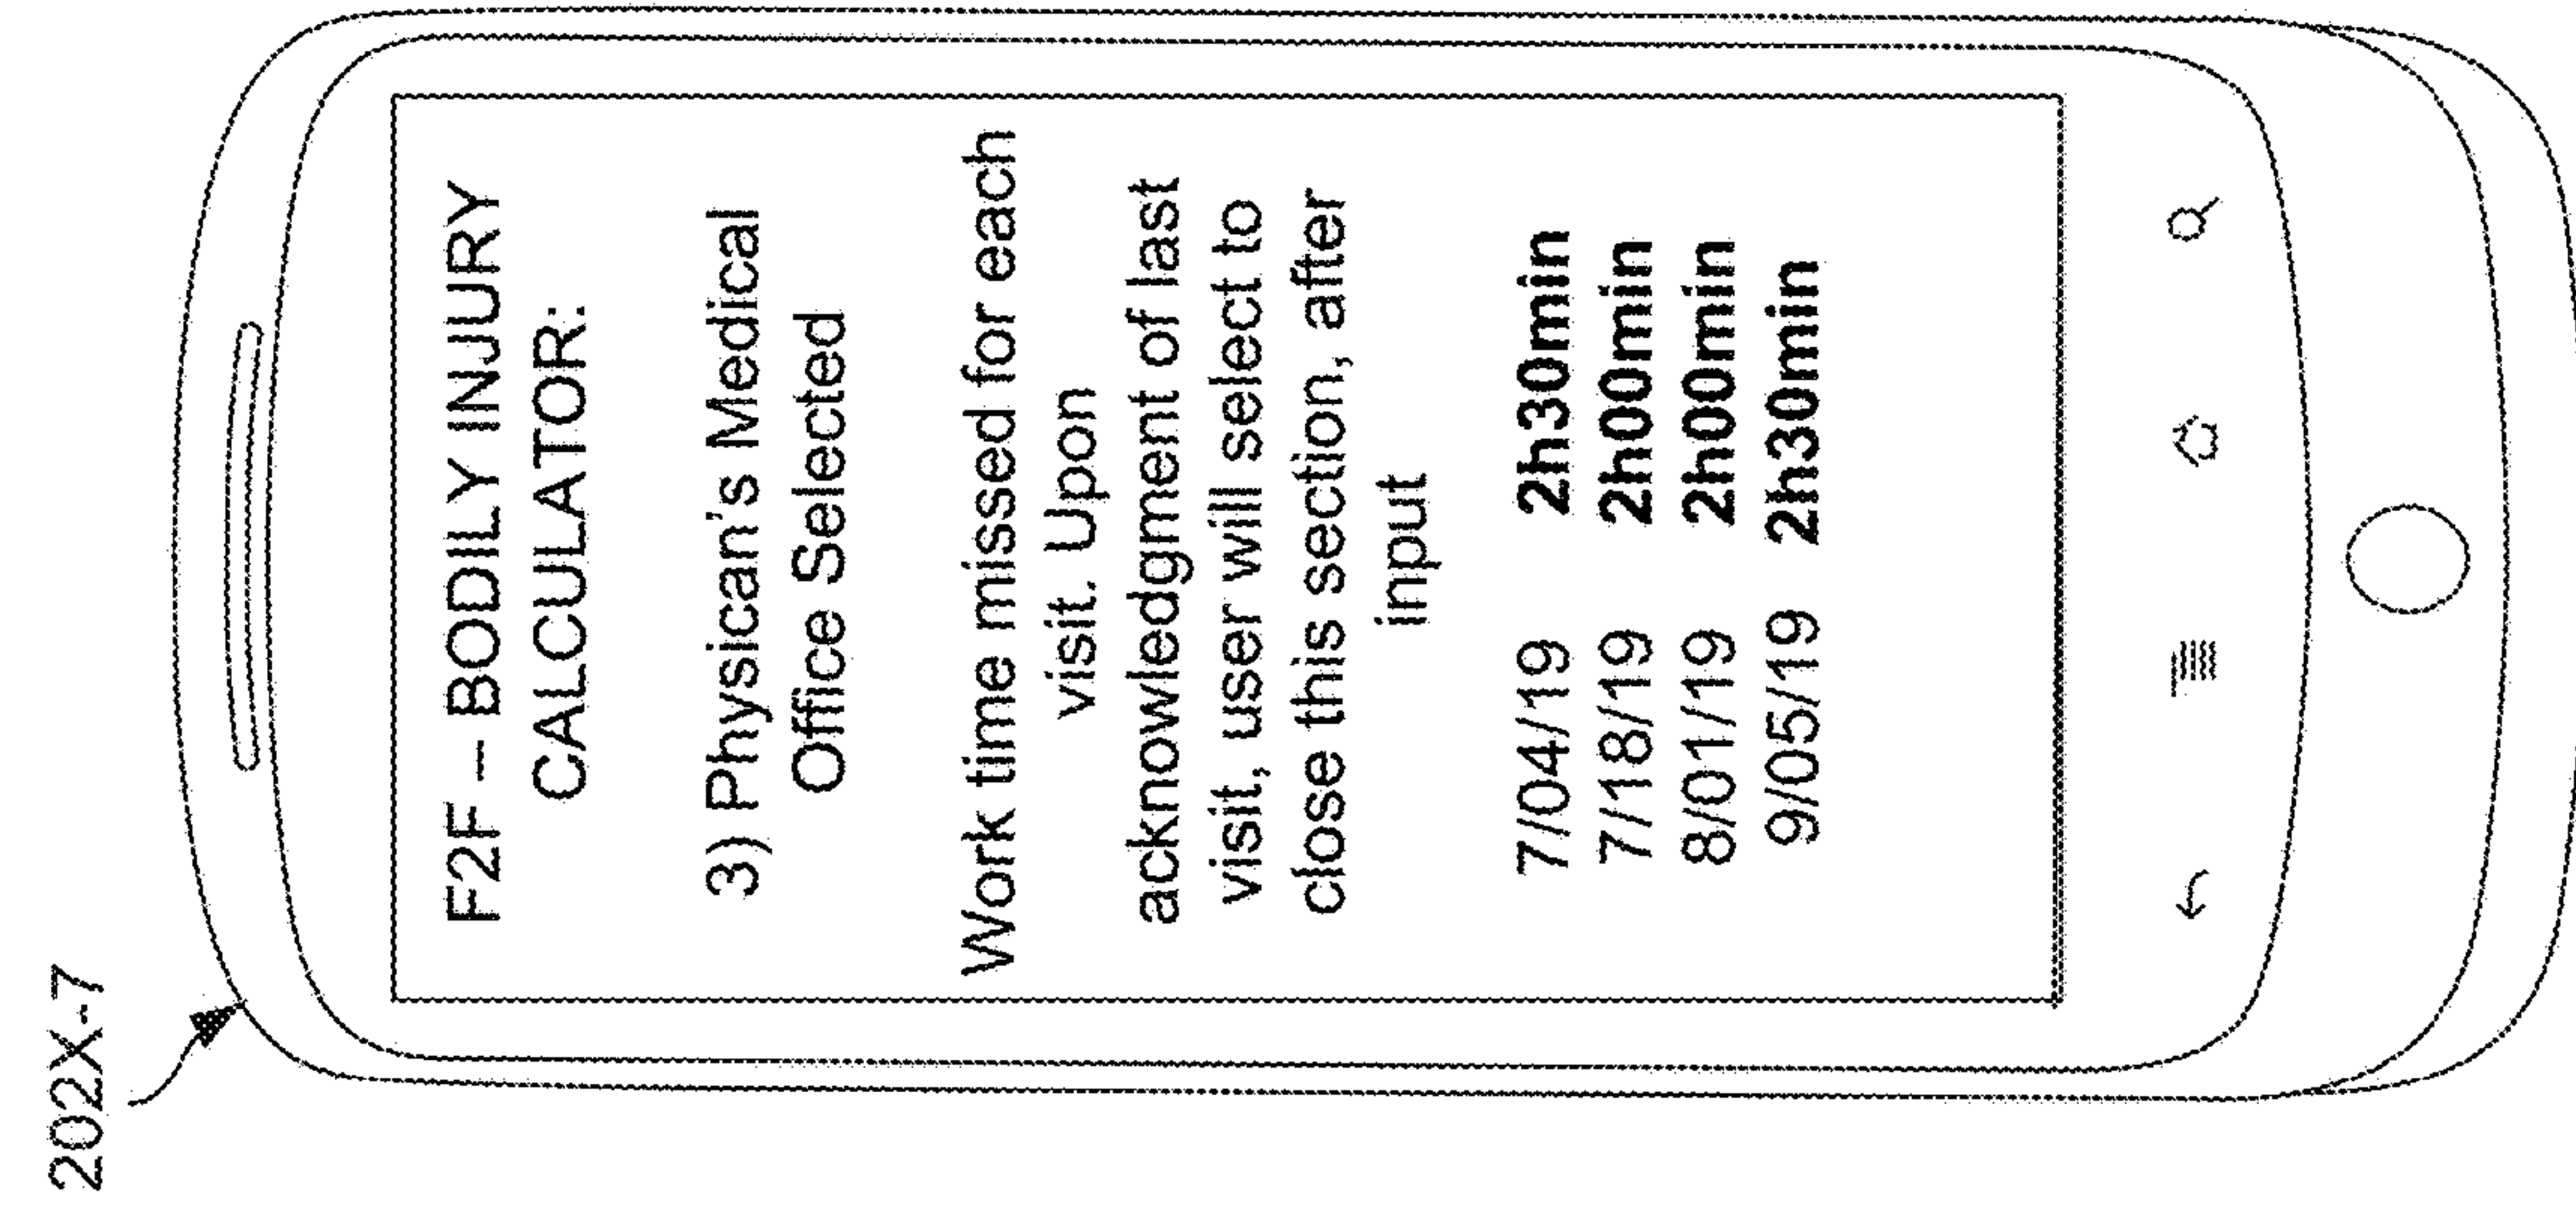 202X-7
F2F – BODILY INJURY
CALCULATOR:
3) Physican's Medical
Office Selected
Work time missed for each
visit. Upon
acknowledgment of last
visit, user will select to
close this section, after
input
7/04/19 2h30min
7/18/19 2h00min
8/01/19 2h00min
9/05/19 2h30min